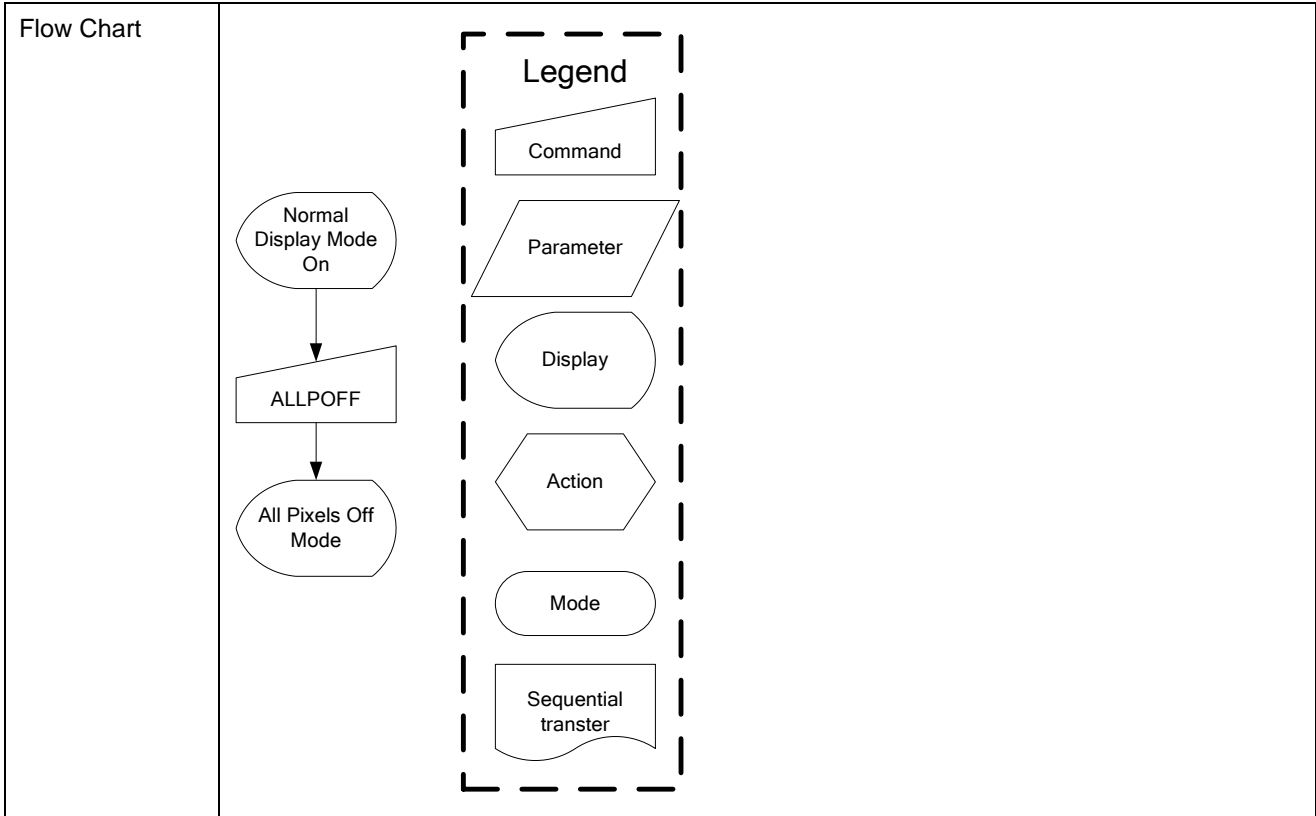 Flow Chart
Normal
Display Mode
On
ALLPOFF
All Pixels Off
Mode
Legend
Command
Parameter
Display
Action
Mode
Sequential
transter